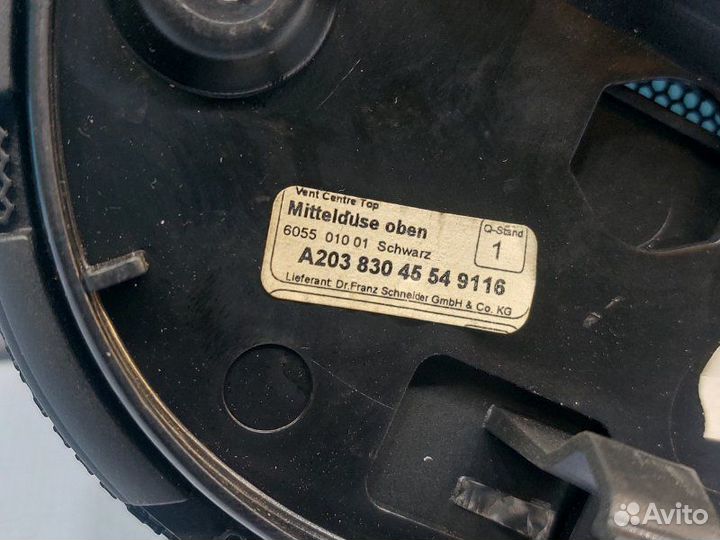 Vent Centre Top
Mitteldüse oben
6055 010 01 Schwarz
Q-Stand
1
A203 830 45 54 9116
Lieferant: Dr.Franz Schneider GmbH & Co. KG
Avito